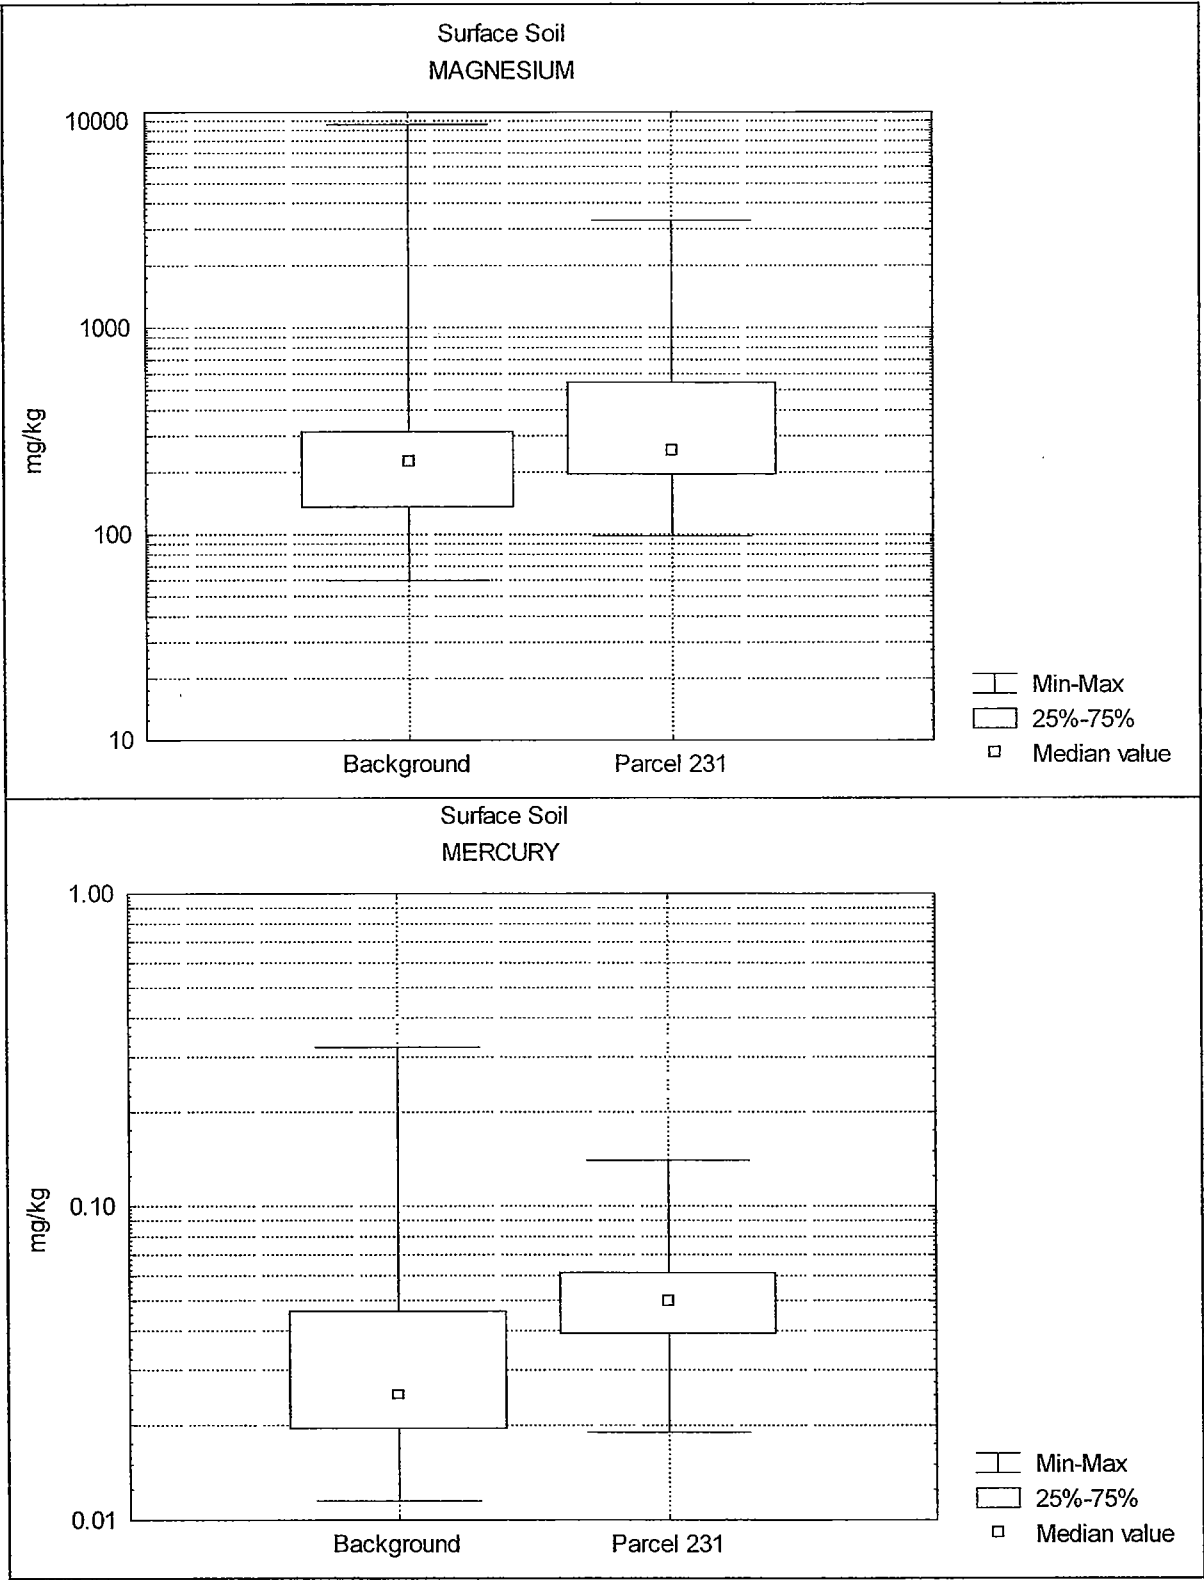 Surface Soil
MAGNESIUM
10000
1000
100
10
mg/kg
Background
Parcel 231
Min-Max
25%-75%
Median value
Surface Soil
MERCURY
1.00
0.10
0.01
mg/kg
Background
Parcel 231
Min-Max
25%-75%
Median value